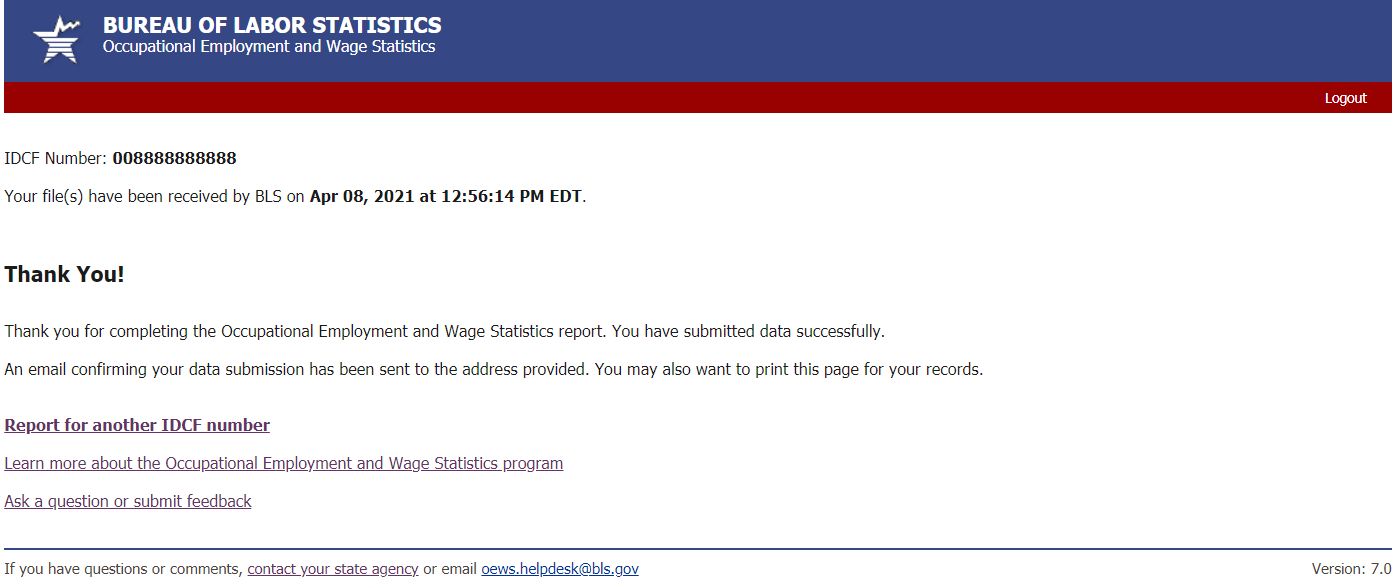 BUREAU OF LABOR STATISTICS
Occupational Employment and Wage Statistics
Logout
IDCF Number: 008888888888
Your file(s) have been received by BLS on Apr 08, 2021 at 12:56:14 PM EDT.
Thank You!
Thank you for completing the Occupational Employment and Wage Statistics report. You have submitted data successfully.
An email confirming your data submission has been sent to the address provided. You may also want to print this page for your records.
Report for another IDCF number
Learn more about the Occupational Employment and Wage Statistics program
Ask a question or submit feedback
If you have questions or comments, contact your state agency or email oews.helpdesk@bls.gov
Version: 7.0